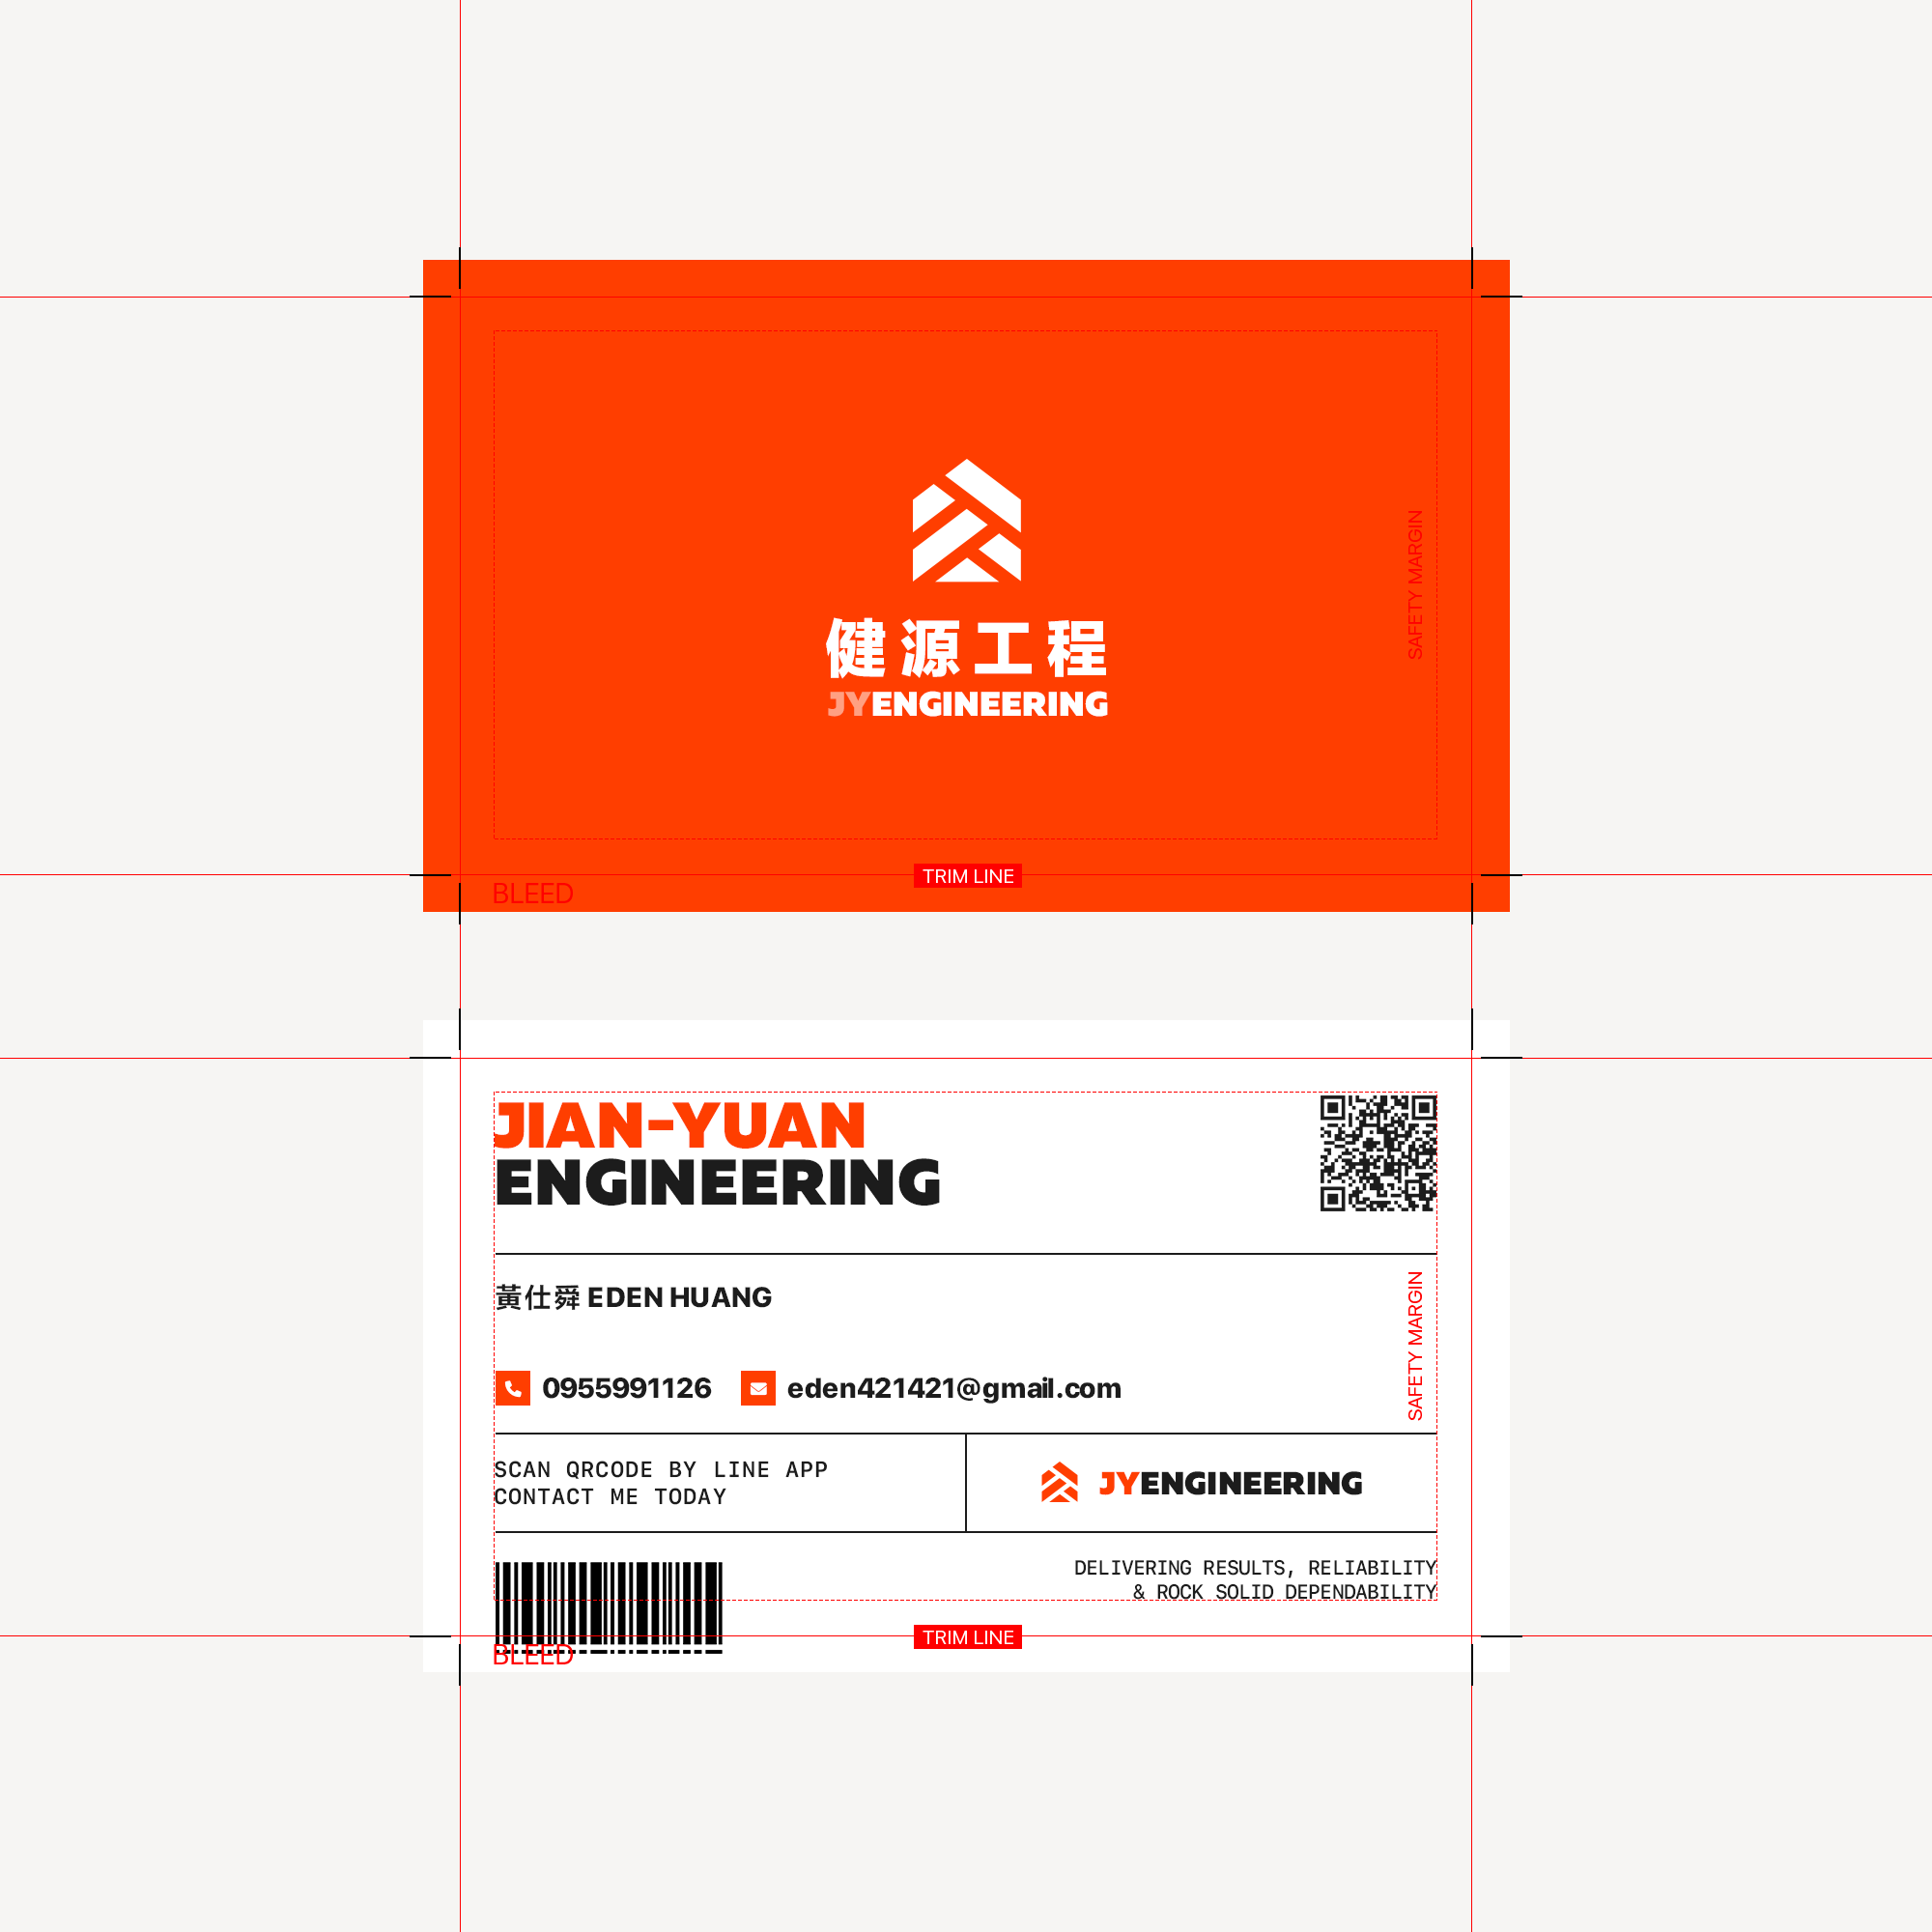 健源工程
JYENGINEERING
SAFETY MARGIN
TRIM LINE
BLEED
JIAN-YUAN
ENGINEERING
黃仕舜 EDEN HUANG
0955991126 eden421421@gmail.com
SAFETY MARGIN
SCAN QRCODE BY LINE APP
CONTACT ME TODAY
JYENGINEERING
DELIVERING RESULTS, RELIABILITY
& ROCK SOLID DEPENDABILITY
TRIM LINE
BLEED